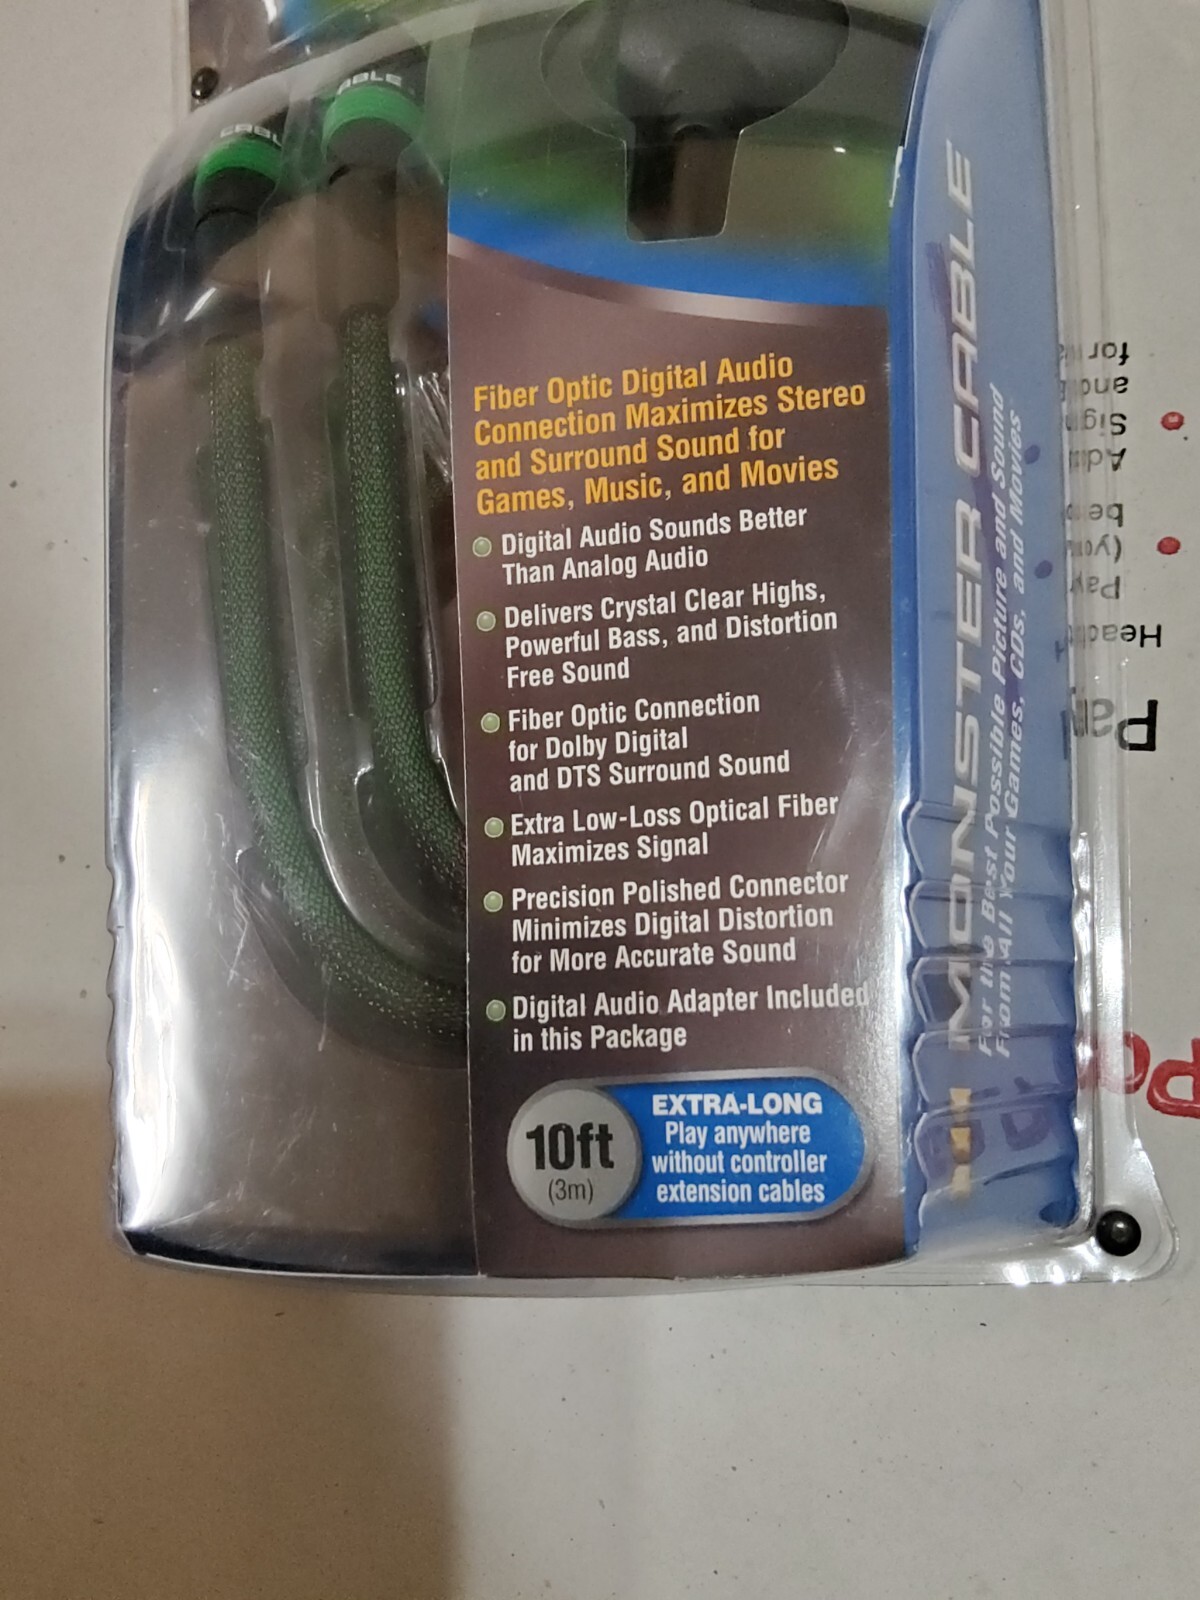 CABL
ABLE
Fiber Optic Digital Audio
Connection Maximizes Stereo
and Surround Sound for
Games, Music, and Movies
Digital Audio Sounds Better
Than Analog Audio
Delivers Crystal Clear Highs,
Powerful Bass, and Distortion
Free Sound
Fiber Optic Connection
for Dolby Digital
and DTS Surround Sound
Extra Low-Loss Optical Fiber
Maximizes Signal
Precision Polished Connector
Minimizes Digital Distortion
for More Accurate Sound
Digital Audio Adapter Included
in this Package
10ft
(3m)
EXTRA-LONG
Play anywhere
without controller
extension cables
MONSTER CABLE
For the Best Possible Picture and Sound
From All Your Games, CDs, and Movies